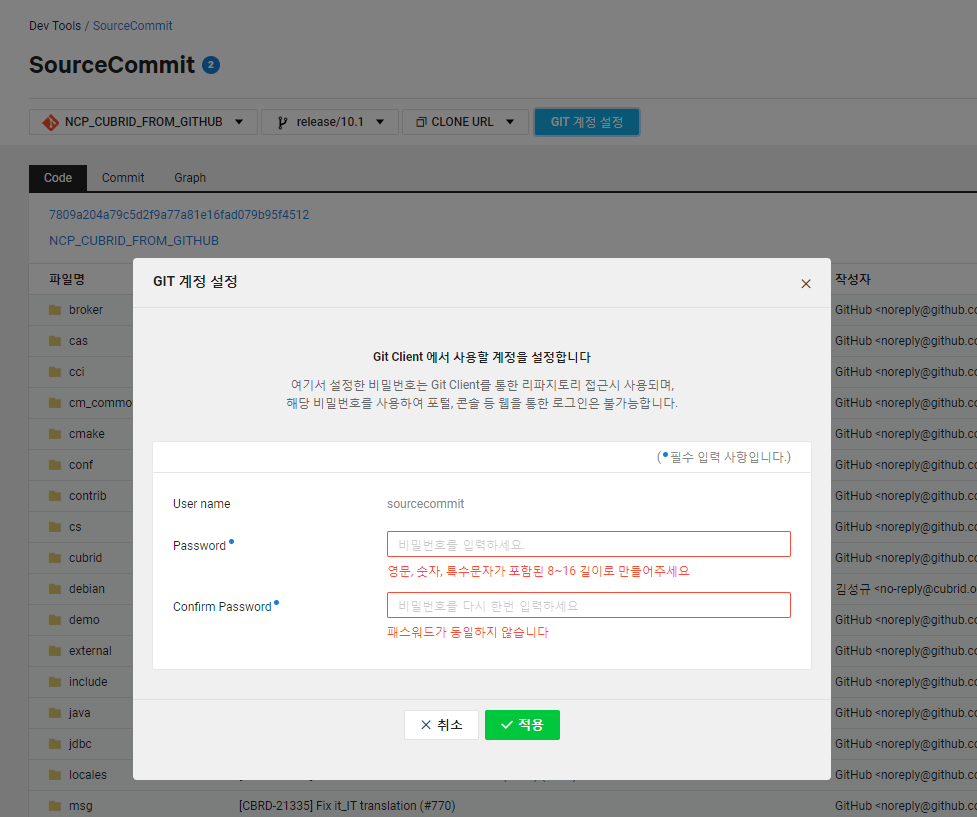 Dev Tools / SourceCommit
SourceCommit 2
NCP_CUBRID_FROM_GITHUB release/10.1 CLONE URL GIT 계정 설정
Code Commit Graph
7809a204a79c5d2f9a77a81e16fad079b95f4512
NCP_CUBRID_FROM_GITHUB
파일명 작성자
broker GitHub <noreply@github.co
cas GitHub <noreply@github.co
cci GitHub <noreply@github.co
cm_commo GitHub <noreply@github.co
cmake GitHub <noreply@github.co
conf GitHub <noreply@github.co
contrib GitHub <noreply@github.co
cs GitHub <noreply@github.co
cubrid GitHub <noreply@github.co
debian 김성규 <no-reply@cubrid.o
demo GitHub <noreply@github.co
external GitHub <noreply@github.co
include GitHub <noreply@github.co
java GitHub <noreply@github.co
jdbc GitHub <noreply@github.co
locales GitHub <noreply@github.co
msg [CBRD-21335] Fix it_IT translation (#770) GitHub <noreply@github.co
GIT 계정 설정
Git Client 에서 사용할 계정을 설정합니다
여기서 설정한 비밀번호는 Git Client를 통한 리파지토리 접근시 사용되며,
해당 비밀번호를 사용하여 포털, 콘솔 등 웹을 통한 로그인은 불가능합니다.
(•필수 입력 사항입니다.)
User name sourcecommit
Password • 비밀번호를 입력하세요.
영문, 숫자, 특수문자가 포함된 8~16 길이로 만들어주세요
Confirm Password • 비밀번호를 다시 한번 입력하세요
패스워드가 동일하지 않습니다
취소 적용